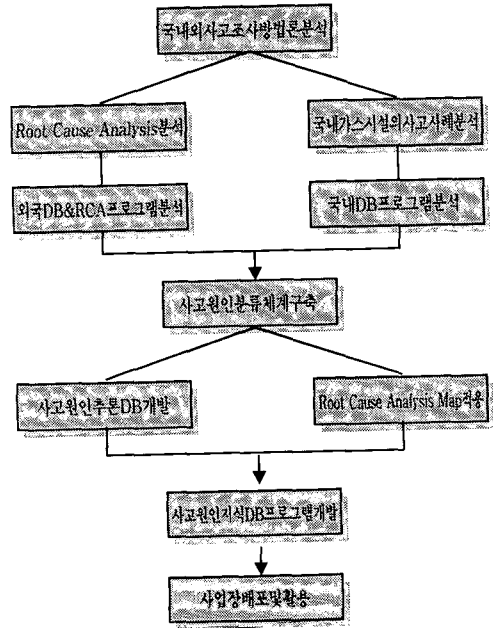 국내외사고조사방법론분석
Root Cause Analysis분석
국내가스시설의사고사례분석
외국DB&RCA프로그램분석
국내DB프로그램분석
사고원인분류체계구축
사고원인추론DB개발
Root Cause Analysis Map적용
사고원인지식DB프로그램개발
사업장배포및활용